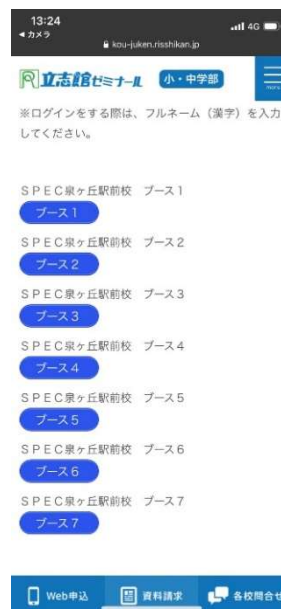 13:24
4G
◀ カメラ
kou-juken.risshikan.jp
立志館ゼミナール 小・中学部
menu
※ログインをする際は、フルネーム（漢字）を入力
してください。
ＳＰＥＣ泉ヶ丘駅前校　ブース１
ブース１
ＳＰＥＣ泉ヶ丘駅前校　ブース２
ブース２
ＳＰＥＣ泉ヶ丘駅前校　ブース３
ブース３
ＳＰＥＣ泉ヶ丘駅前校　ブース４
ブース４
ＳＰＥＣ泉ヶ丘駅前校　ブース５
ブース５
ＳＰＥＣ泉ヶ丘駅前校　ブース６
ブース６
ＳＰＥＣ泉ヶ丘駅前校　ブース７
ブース７
Web申込 資料請求 各校問合せ